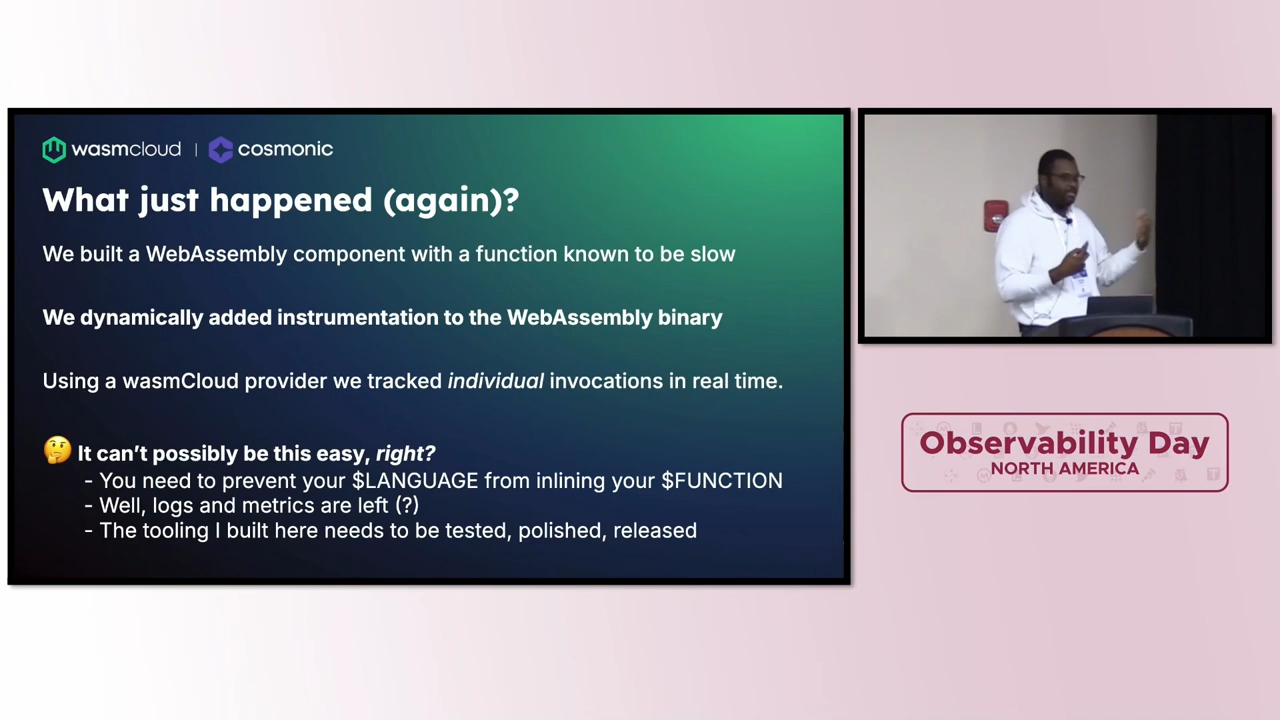 wasmcloud | cosmonic
What just happened (again)?
We built a WebAssembly component with a function known to be slow
We dynamically added instrumentation to the WebAssembly binary
Using a wasmCloud provider we tracked individual invocations in real time.
🤔 It can’t possibly be this easy, right?
- You need to prevent your $LANGUAGE from inlining your $FUNCTION
- Well, logs and metrics are left (?)
- The tooling I built here needs to be tested, polished, released
Observability Day
NORTH AMERICA